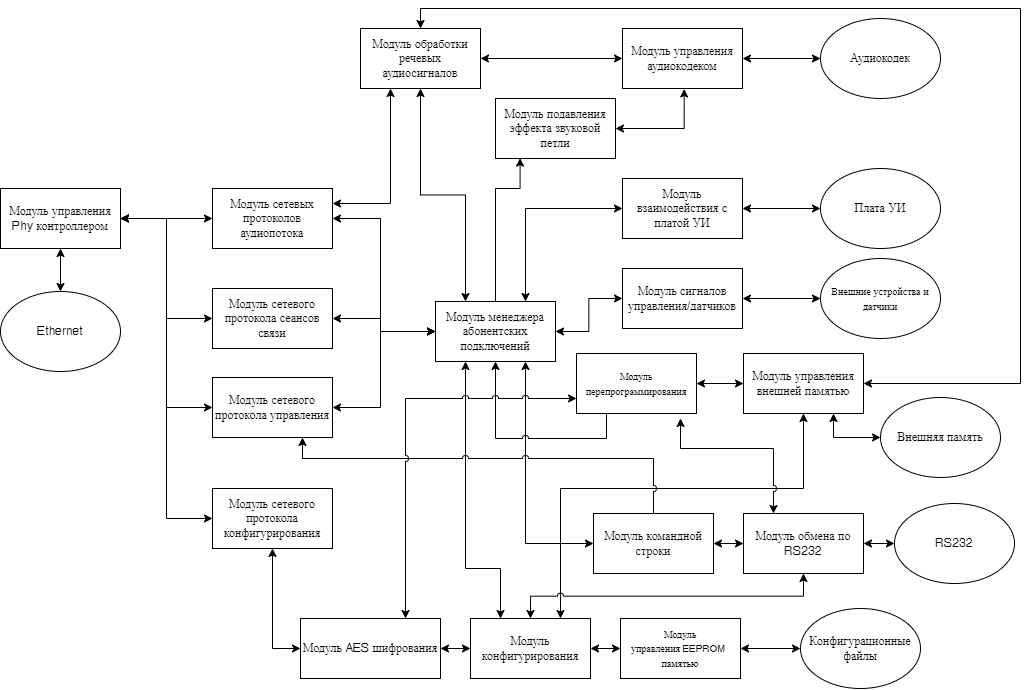 Модуль обработки
речевых
аудиосигналов
Модуль управления
аудиокодеком
Аудиокодек
Модуль подавления
эффекта звуковой
петли
Модуль управления
Phy контроллером
Модуль сетевых
протоколов
аудиопотока
Модуль
взаимодействия с
платой УИ
Плата УИ
Ethernet
Модуль сетевого
протокола сеансов
связи
Модуль менеджера
абонентских
подключений
Модуль сигналов
управления/датчиков
Внешние устройства и
датчики
Модуль сетевого
протокола управления
Модуль
перепрограммирования
Модуль управления
внешней памятью
Внешняя память
Модуль сетевого
протокола
конфигурирования
Модуль командной
строки
Модуль обмена по
RS232
RS232
Модуль AES шифрования
Модуль
конфигурирования
Модуль
управления EEPROM
памятью
Конфигурационные
файлы